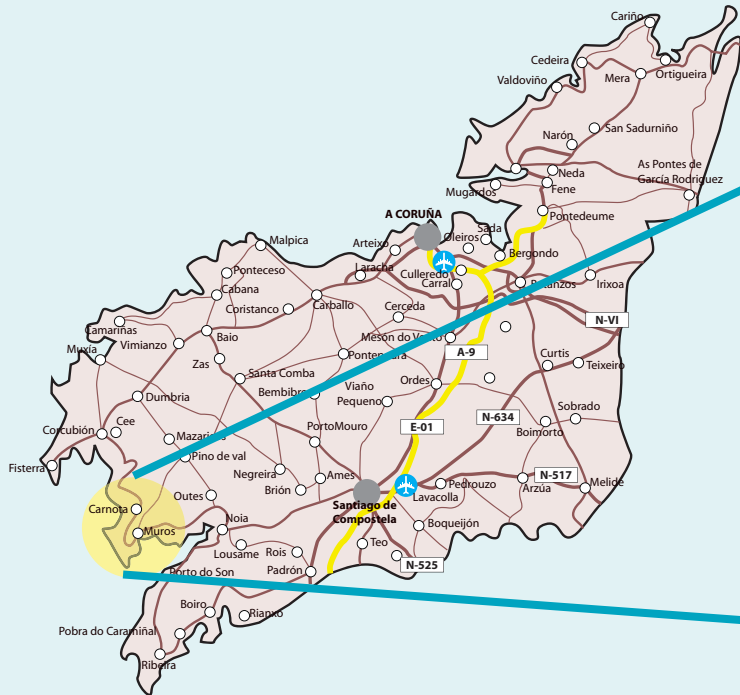 Cariño
Cedeira
Ortigueira
Mera
Valdoviño
San Sadurniño
Narón
As Pontes de
García Rodriguez
Neda
Fene
Mugardos
Pontedeume
A CORUÑA
Sada
Oleiros
Arteixo
Malpica
Bergondo
Laracha
Culleredo
Carral
Ponteceso
Irixoa
Betanzos
Cabana
Coristanco
Carballo
Cerceda
N-VI
Camarinas
Vimianzo
Baio
Mesón do Vento
Muxía
A-9
Zas
Pontecarra
Curtis
Teixeiro
Santa Comba
Viaño
Pequeno
Ordes
Bembibre
Dumbria
N-634
Sobrado
E-01
Boimorto
Corcubión
Cee
PortoMouro
Mazaricos
Pino de val
Fisterra
Negreira
Ames
N-517
Brión
Pedrouzo
Arzúa
Melide
Lavacolla
Outes
Santiago de
Compostela
Carnota
Noia
Boqueijón
Muros
Lousame
Rois
Teo
N-525
Porto do Son
Padrón
Boiro
Rianxo
Pobra do Caramiñal
Ribeira